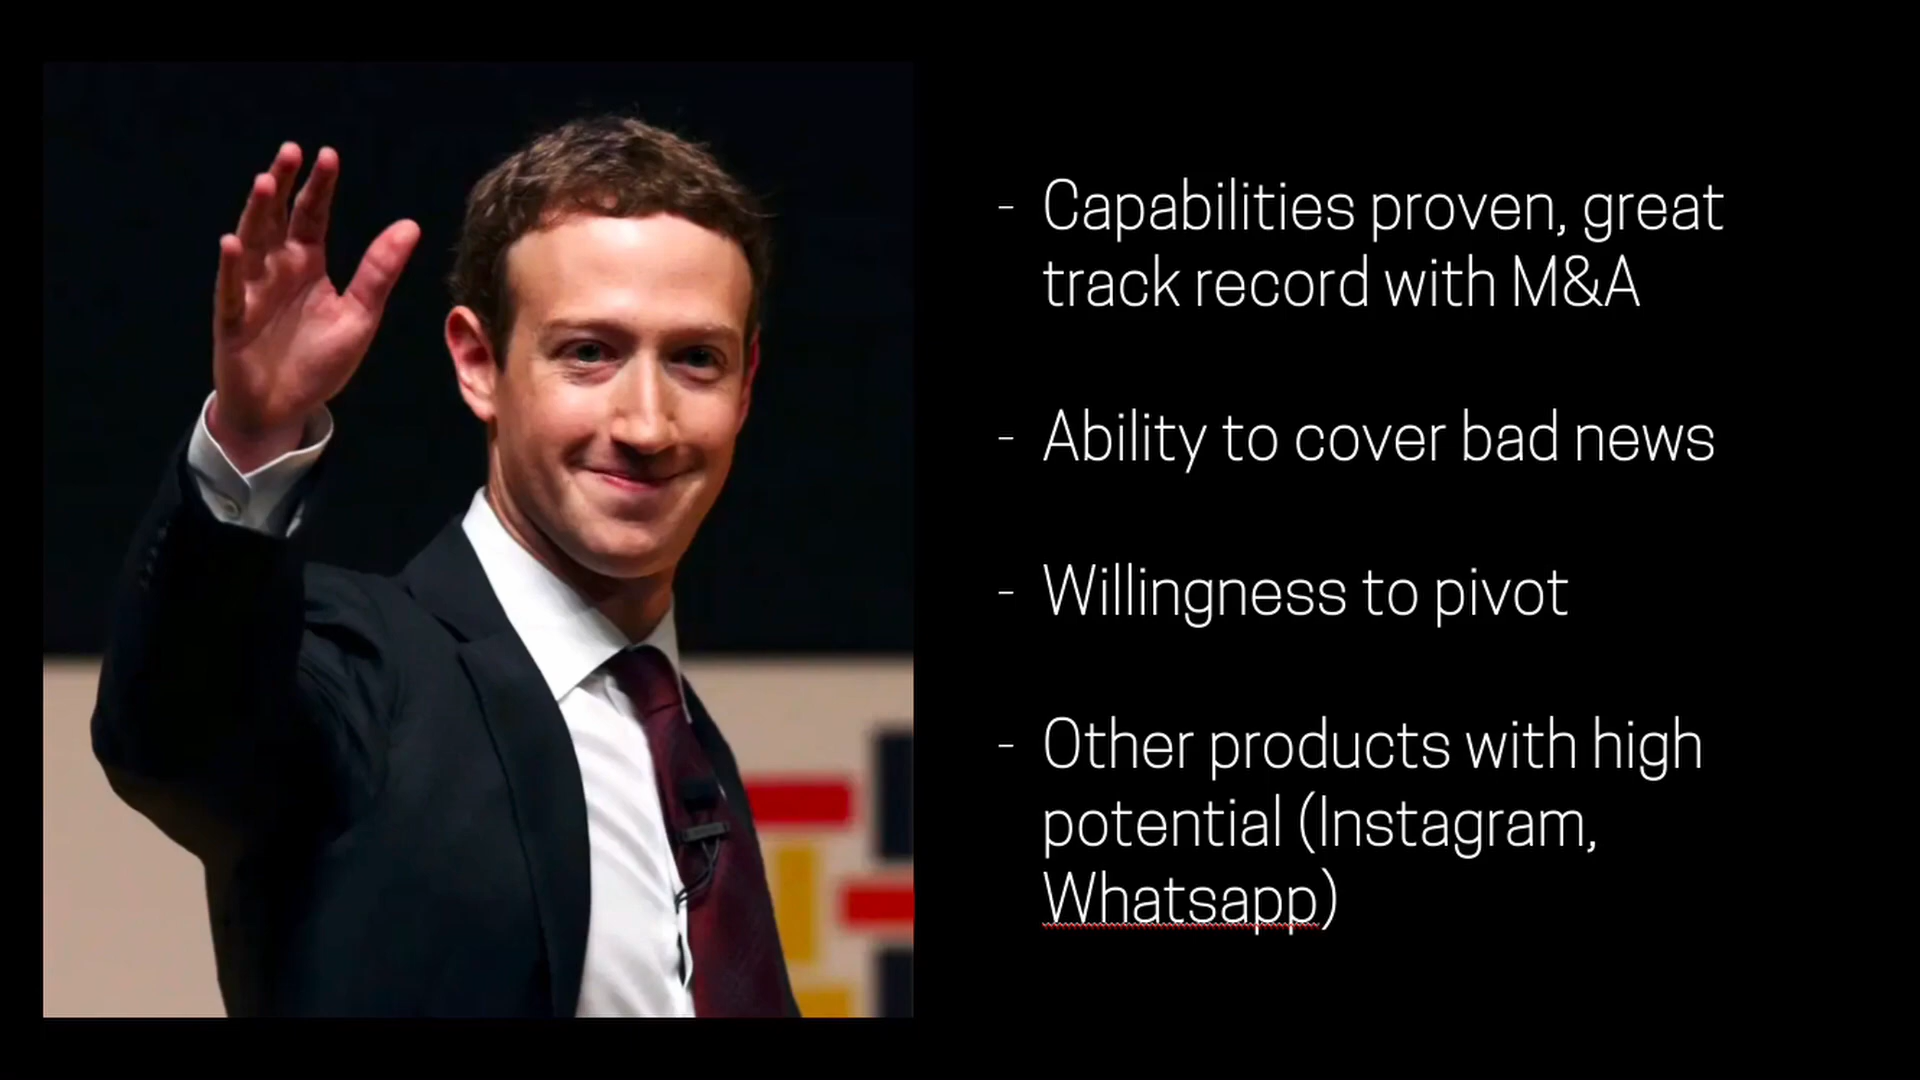 - Capabilities proven, great
track record with M&A
- Ability to cover bad news
- Willingness to pivot
- Other products with high
potential (Instagram,
Whatsapp)